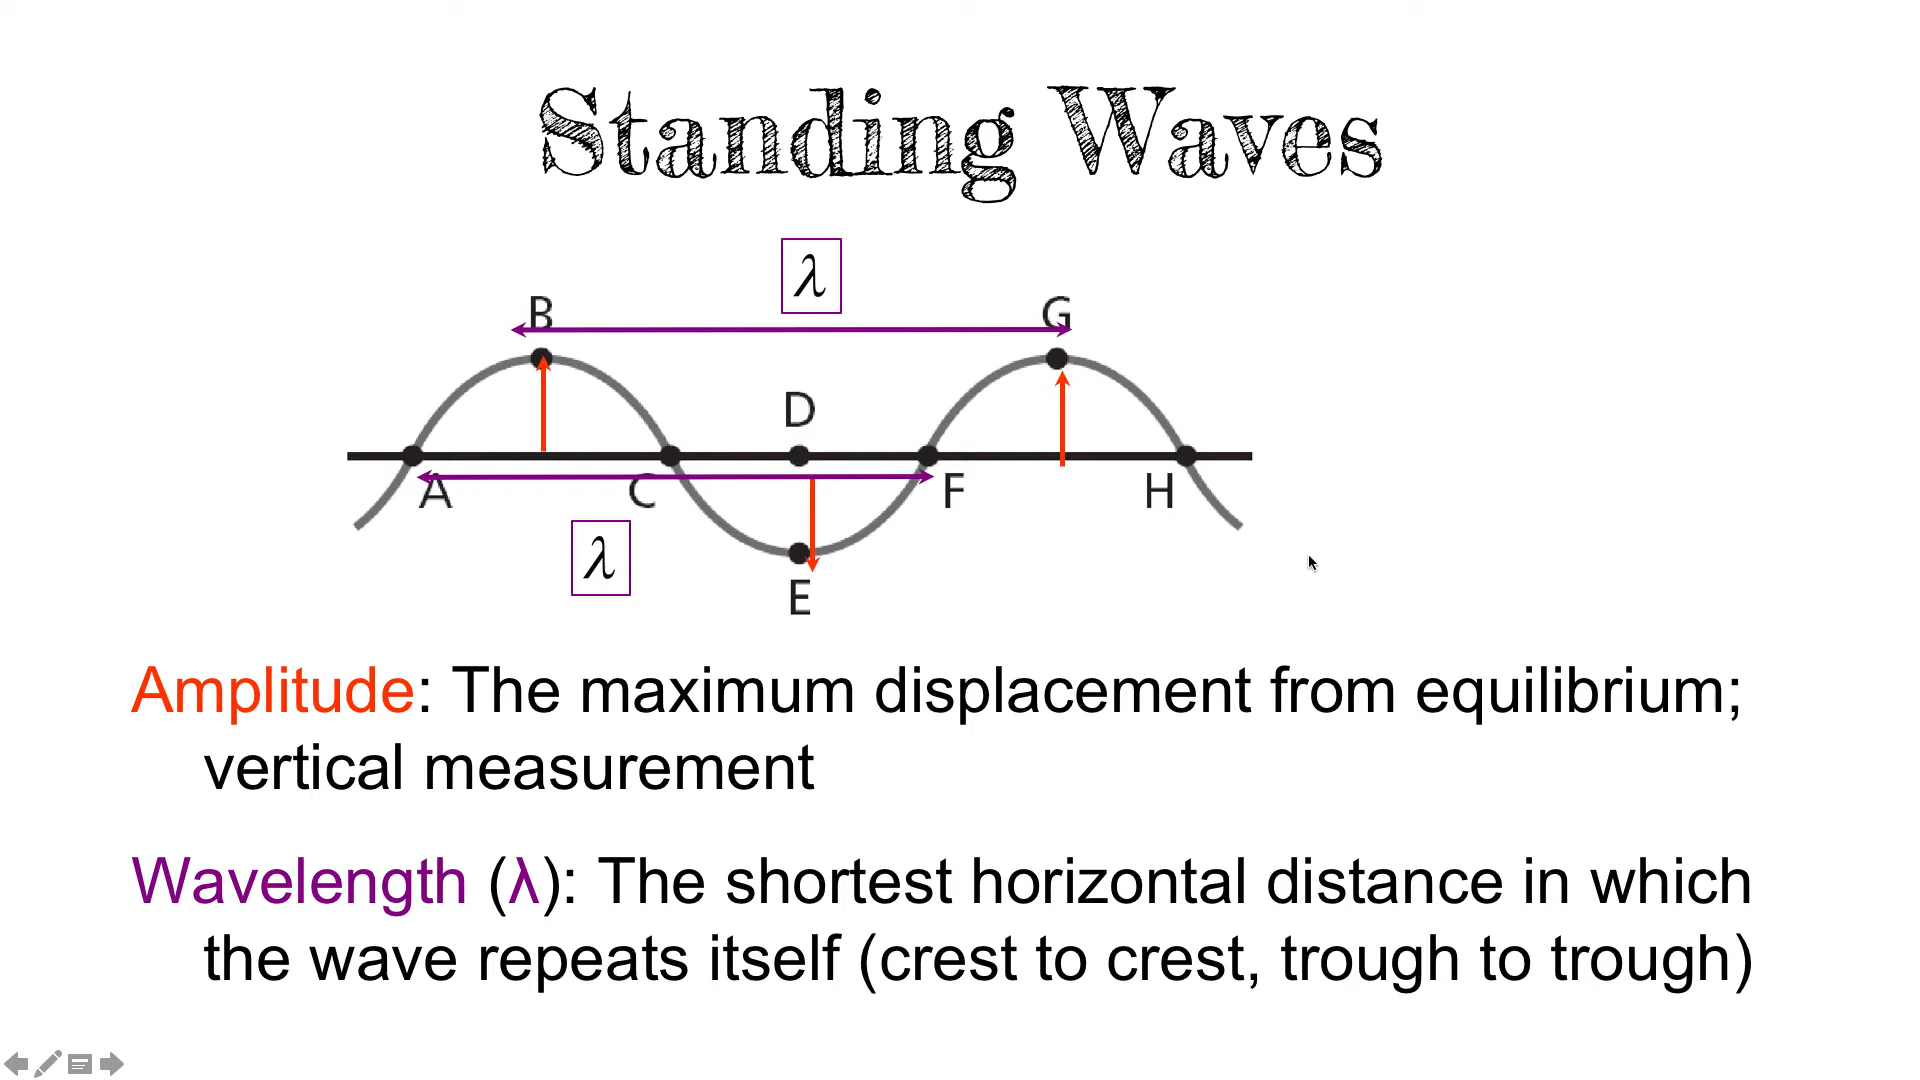 Standing Waves
λ
B
G
D
A
C
F
H
λ
E
Amplitude: The maximum displacement from equilibrium;
vertical measurement
Wavelength (λ): The shortest horizontal distance in which
the wave repeats itself (crest to crest, trough to trough)